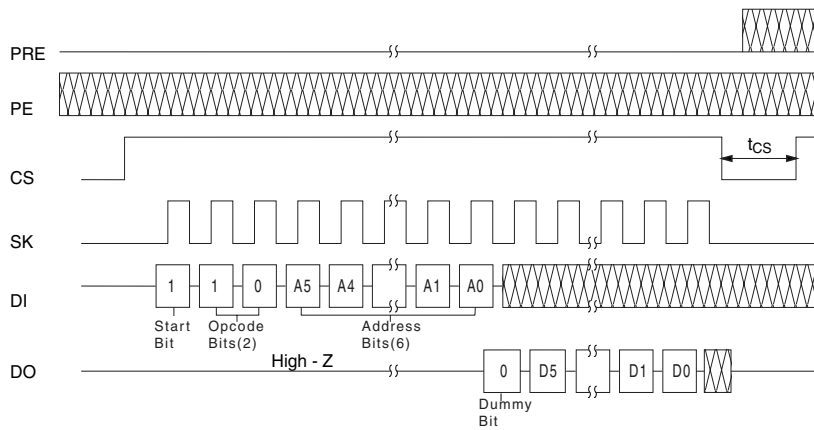 PRE
PE
tCS
CS
SK
DI
1 1 0 A5 A4 A1 A0
Start Bit
Opcode Bits(2)
Address Bits(6)
High - Z
DO
0 D5 D1 D0
Dummy Bit